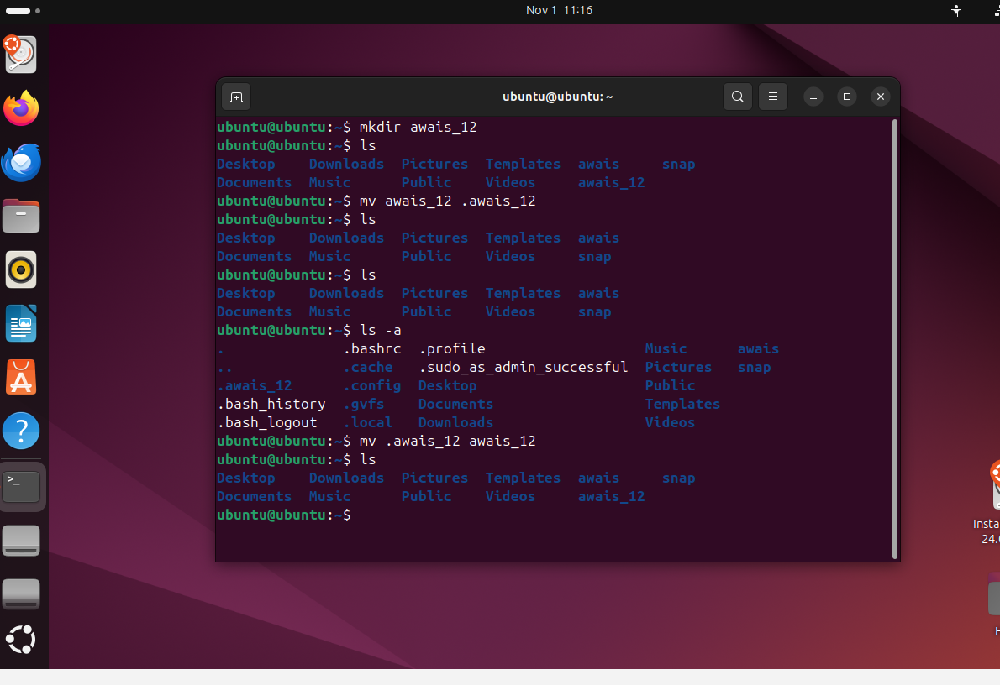 Nov 1 11:16
ubuntu@ubuntu: ~
ubuntu@ubuntu:~$ mkdir awais_12
ubuntu@ubuntu:~$ ls
Desktop Downloads Pictures Templates awais snap
Documents Music Public Videos awais_12
ubuntu@ubuntu:~$ mv awais_12 .awais_12
ubuntu@ubuntu:~$ ls
Desktop Downloads Pictures Templates awais
Documents Music Public Videos snap
ubuntu@ubuntu:~$ ls
Desktop Downloads Pictures Templates awais
Documents Music Public Videos snap
ubuntu@ubuntu:~$ ls -a
. .bashrc .profile Music awais
.. .cache .sudo_as_admin_successful Pictures snap
.awais_12 .config Desktop Public
.bash_history .gvfs Documents Templates
.bash_logout .local Downloads Videos
ubuntu@ubuntu:~$ mv .awais_12 awais_12
ubuntu@ubuntu:~$ ls
Desktop Downloads Pictures Templates awais snap
Documents Music Public Videos awais_12
ubuntu@ubuntu:~$
Insta
24.
H